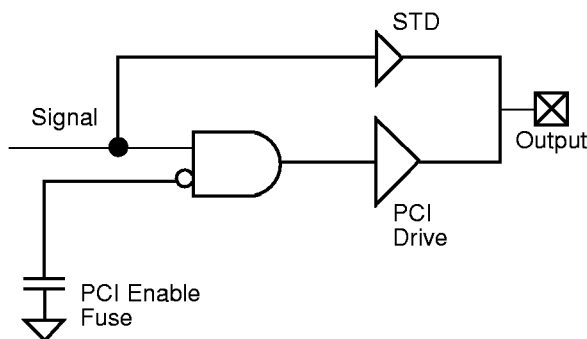 STD
Signal
Output
PCI
Drive
PCI Enable
Fuse